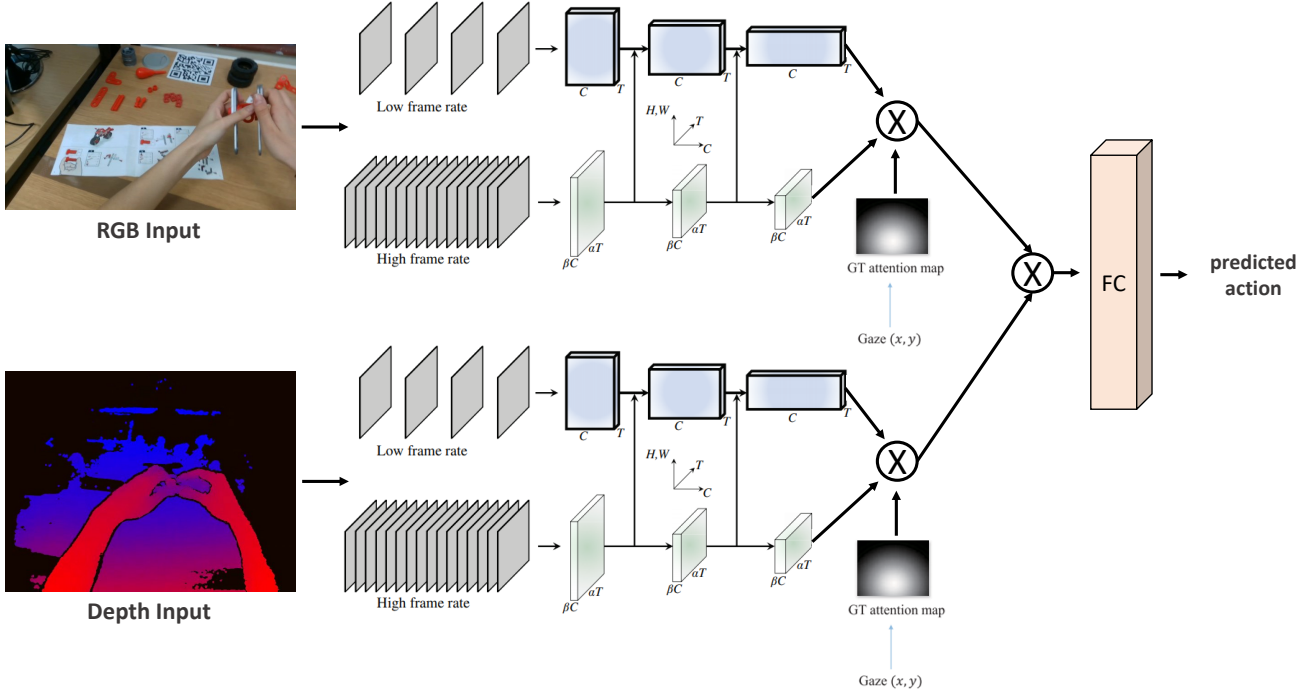 RGB Input
Low frame rate
High frame rate
C
T
C
T
C
T
H,W
T
C
βC
αT
βC
αT
βC
αT
X
GT attention map
Gaze (x, y)
Depth Input
Low frame rate
High frame rate
C
T
C
T
C
T
H,W
T
C
βC
αT
βC
αT
βC
αT
X
GT attention map
Gaze (x, y)
X
FC
predicted
action